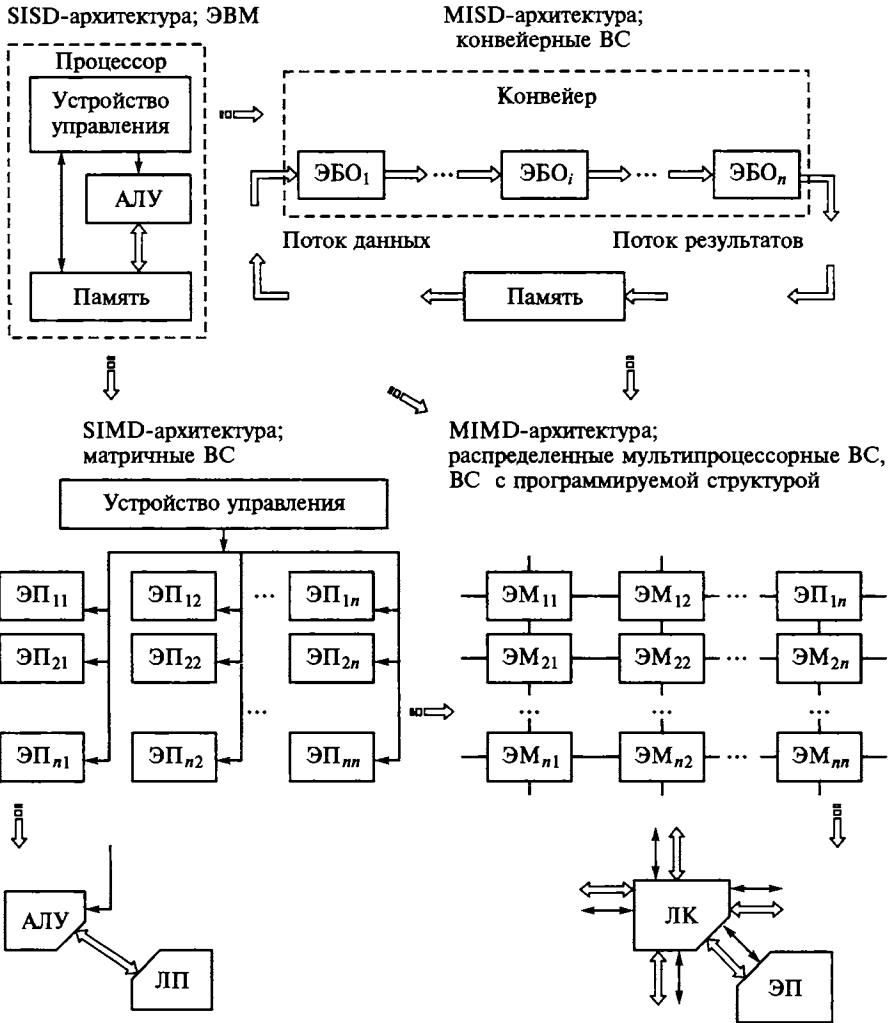 SISD-архитектура; ЭВМ
Процессор
Устройство
управления
АЛУ
Память
MISD-архитектура;
конвейерные ВС
Конвейер
ЭБО1
...
ЭБОi
...
ЭБОn
Поток данных
Поток результатов
Память
SIMD-архитектура;
матричные ВС
Устройство управления
ЭП11
ЭП12
...
ЭП1n
ЭП21
ЭП22
ЭП2n
...
ЭПn1
ЭПn2
ЭПnn
АЛУ
ЛП
MIMD-архитектура;
распределенные мультипроцессорные ВС,
ВС с программируемой структурой
ЭМ11
ЭМ12
...
ЭП1n
ЭМ21
ЭМ22
...
ЭМ2n
...
...
...
ЭМn1
ЭМn2
...
ЭМnn
ЛК
ЭП